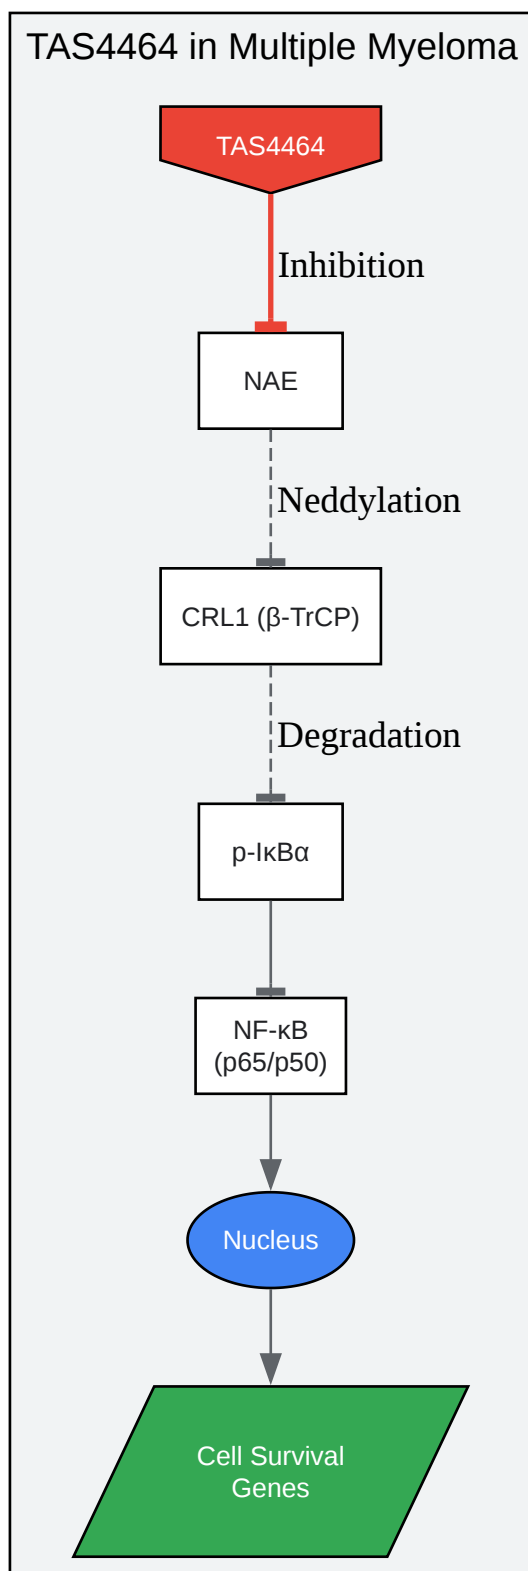 TAS4464 in Multiple Myeloma
TAS4464
Inhibition
NAE
Neddylation
CRL1 (β-TrCP)
Degradation
p-IκBα
NF-κB
(p65/p50)
Nucleus
Cell Survival
Genes